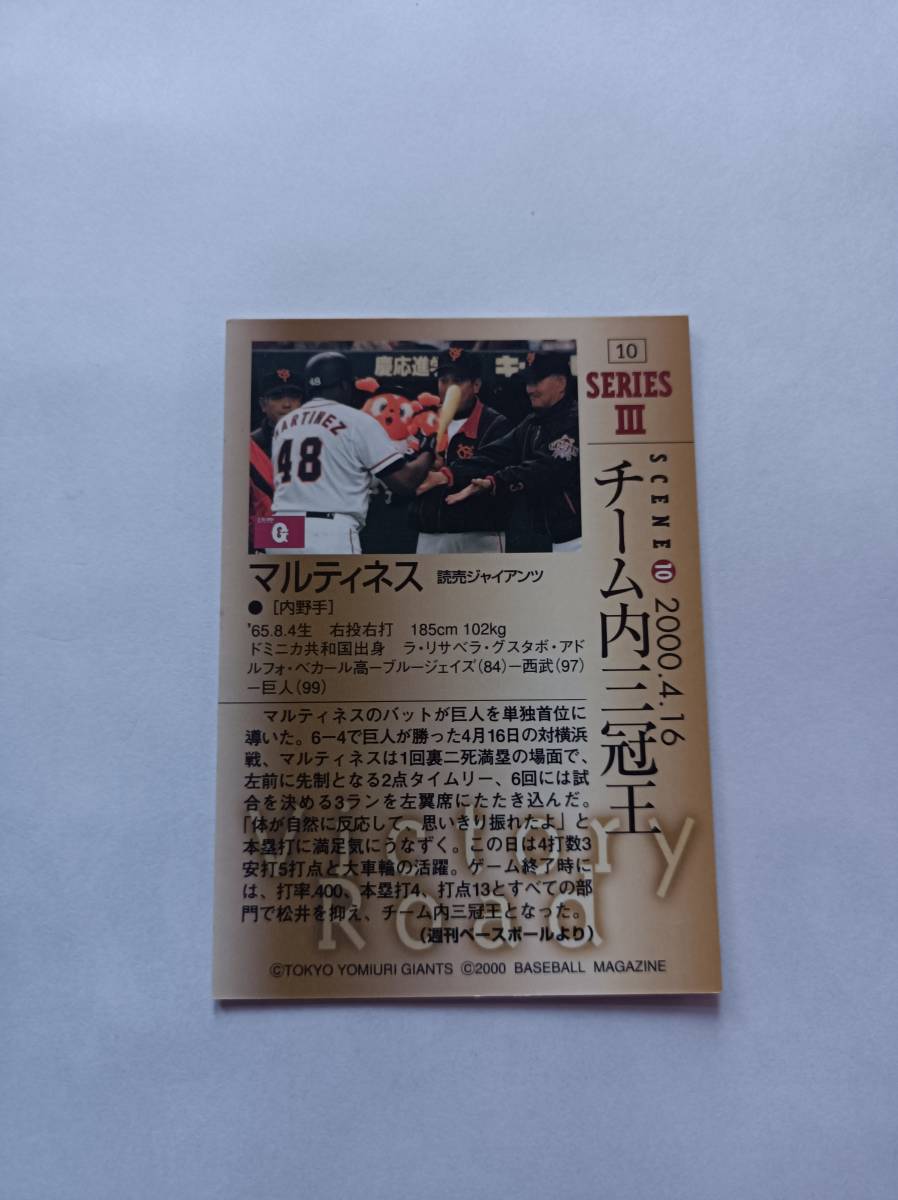 慶応進
キ
48
MARTINEZ
48
G
10
SERIES
III
SCENE 10 2000.4.16
チーム内三冠王
マルティネス 読売ジャイアンツ
●［内野手］
'65.8.4生 右投右打 185cm 102kg
ドミニカ共和国出身 ラ・リサベラ・グスタボ・アド
ルフォ・ベカール高ーブルージェイズ(84)ー西武(97)
ー巨人(99)
マルティネスのバットが巨人を単独首位に
導いた。6ー4で巨人が勝った4月16日の対横浜
戦、マルティネスは1回裏二死満塁の場面で、
左前に先制となる2点タイムリー、6回には試
合を決める3ランを左翼席にたたき込んだ。
「体が自然に反応して、思いきり振れたよ」と
本塁打に満足気にうなずく。この日は4打数3
安打5打点と大車輪の活躍。ゲーム終了時に
は、打率.400、本塁打4、打点13とすべての部
門で松井を抑え、チーム内三冠王となった。
（週刊ベースボールより）
Victory
Road
©TOKYO YOMIURI GIANTS ©2000 BASEBALL MAGAZINE